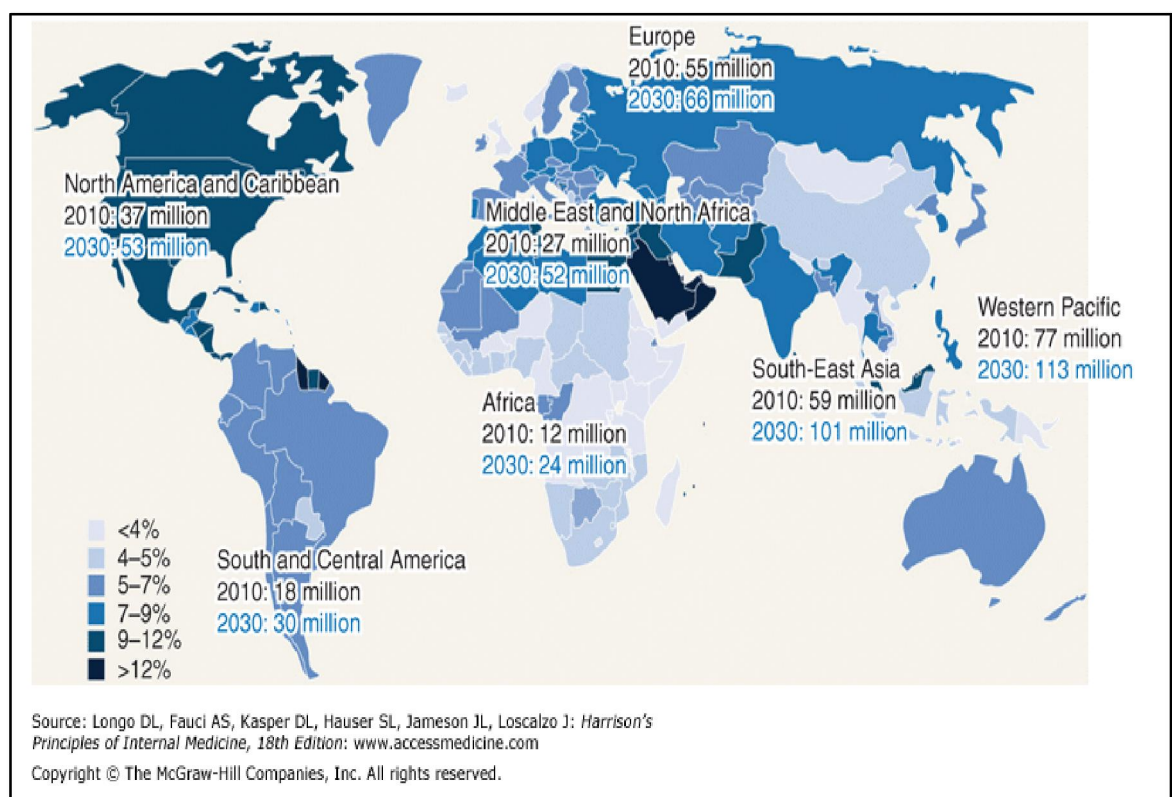 Europe
2010: 55 million
2030: 66 million
North America and Caribbean
2010: 37 million
2030: 53 million
Middle East and North Africa
2010: 27 million
2030: 52 million
Western Pacific
2010: 77 million
2030: 113 million
South-East Asia
2010: 59 million
2030: 101 million
Africa
2010: 12 million
2030: 24 million
South and Central America
2010: 18 million
2030: 30 million
<4%
4–5%
5–7%
7–9%
9–12%
>12%
Source: Longo DL, Fauci AS, Kasper DL, Hauser SL, Jameson JL, Loscalzo J: Harrison's
Principles of Internal Medicine, 18th Edition: www.accessmedicine.com
Copyright © The McGraw-Hill Companies, Inc. All rights reserved.